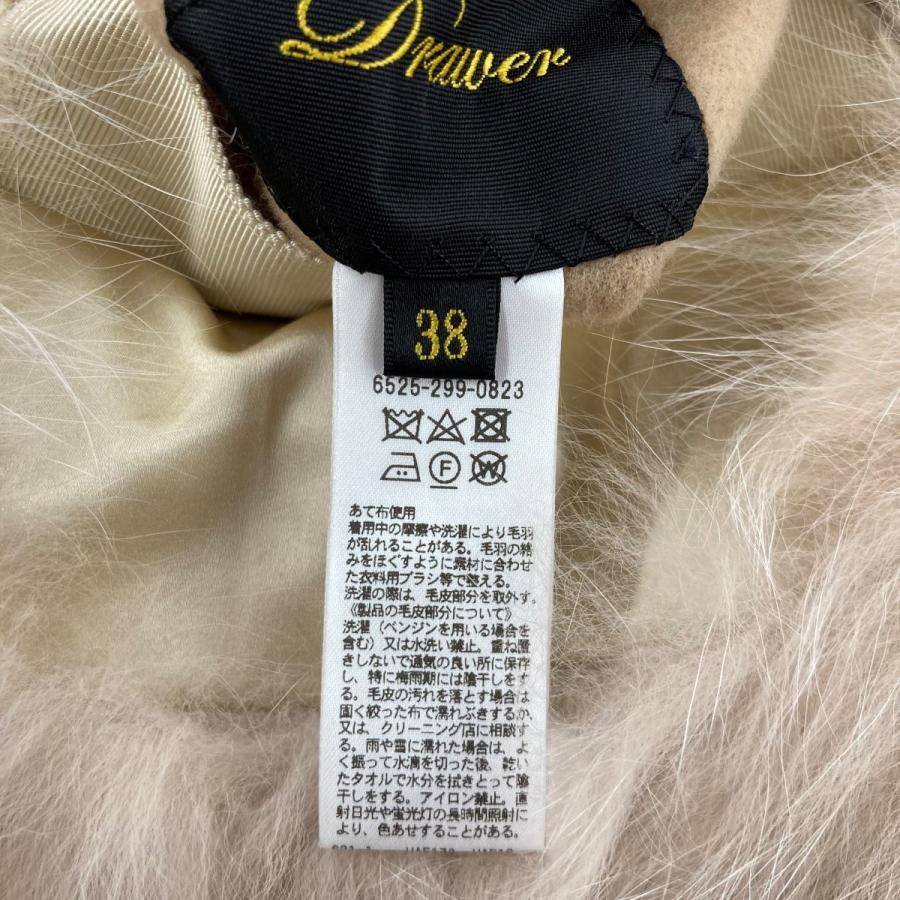 Drawer
38
6525-299-0823
F W
あて布使用
着用中の摩擦や洗濯により毛羽
が乱れることがある。毛羽の絡
みをほぐすように素材に合わせ
た衣料用ブラシ等で整える。
洗濯の際は、毛皮部分を取外す。
《製品の毛皮部分について》
洗濯（ベンジンを用いる場合を
含む）又は水洗い禁止。重ね置
きしないで通気の良い所に保存
し、特に梅雨期には陰干しをす
る。毛皮の汚れを落とす場合は
固く絞った布で濡れぶきするか、
又は、クリーニング店に相談す
る。雨や雪に濡れた場合は、よ
く振って水滴を切った後、乾い
たタオルで水分を拭きとって陰
干しをする。アイロン禁止。直
射日光や蛍光灯の長時間照射に
より、色あせすることがある。